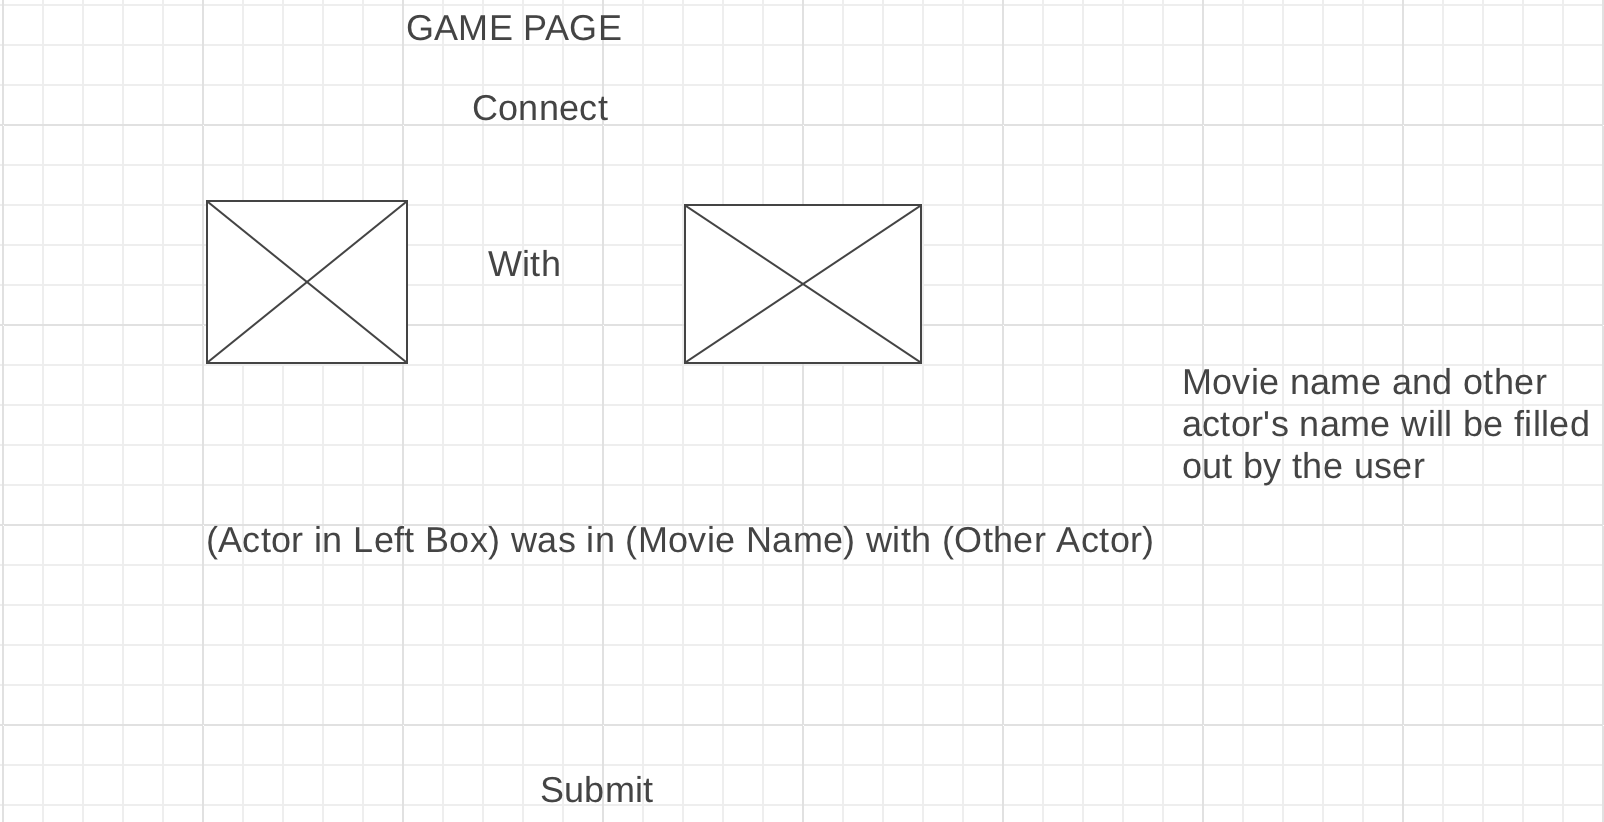 GAME PAGE
Connect
With
Movie name and other
actor's name will be filled
out by the user
(Actor in Left Box) was in (Movie Name) with (Other Actor)
Submit